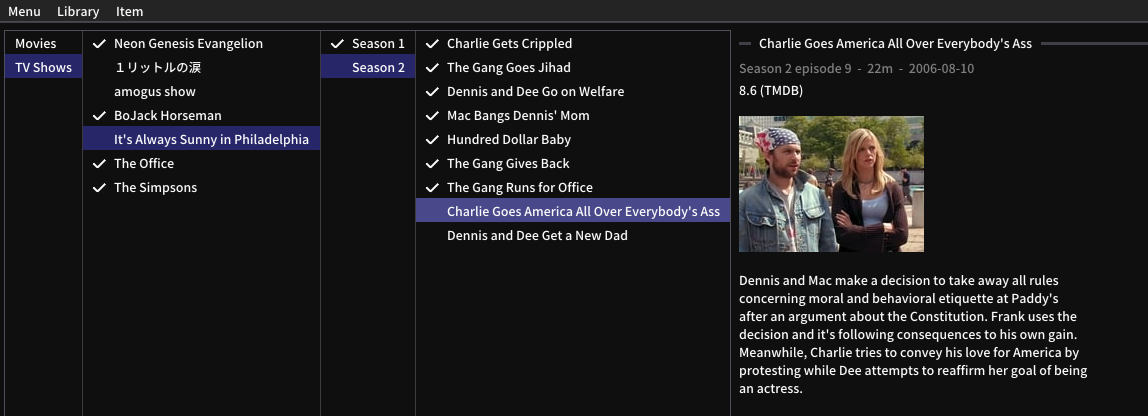 Menu Library Item
Movies
TV Shows
Neon Genesis Evangelion
１リットルの涙
amogus show
BoJack Horseman
It's Always Sunny in Philadelphia
The Office
The Simpsons
Season 1
Season 2
Charlie Gets Crippled
The Gang Goes Jihad
Dennis and Dee Go on Welfare
Mac Bangs Dennis' Mom
Hundred Dollar Baby
The Gang Gives Back
The Gang Runs for Office
Charlie Goes America All Over Everybody's Ass
Dennis and Dee Get a New Dad
Charlie Goes America All Over Everybody's Ass
Season 2 episode 9 - 22m - 2006-08-10
8.6 (TMDB)
Dennis and Mac make a decision to take away all rules
concerning moral and behavioral etiquette at Paddy's
after an argument about the Constitution. Frank uses the
decision and it's following consequences to his own gain.
Meanwhile, Charlie tries to convey his love for America by
protesting while Dee attempts to reaffirm her goal of being
an actress.